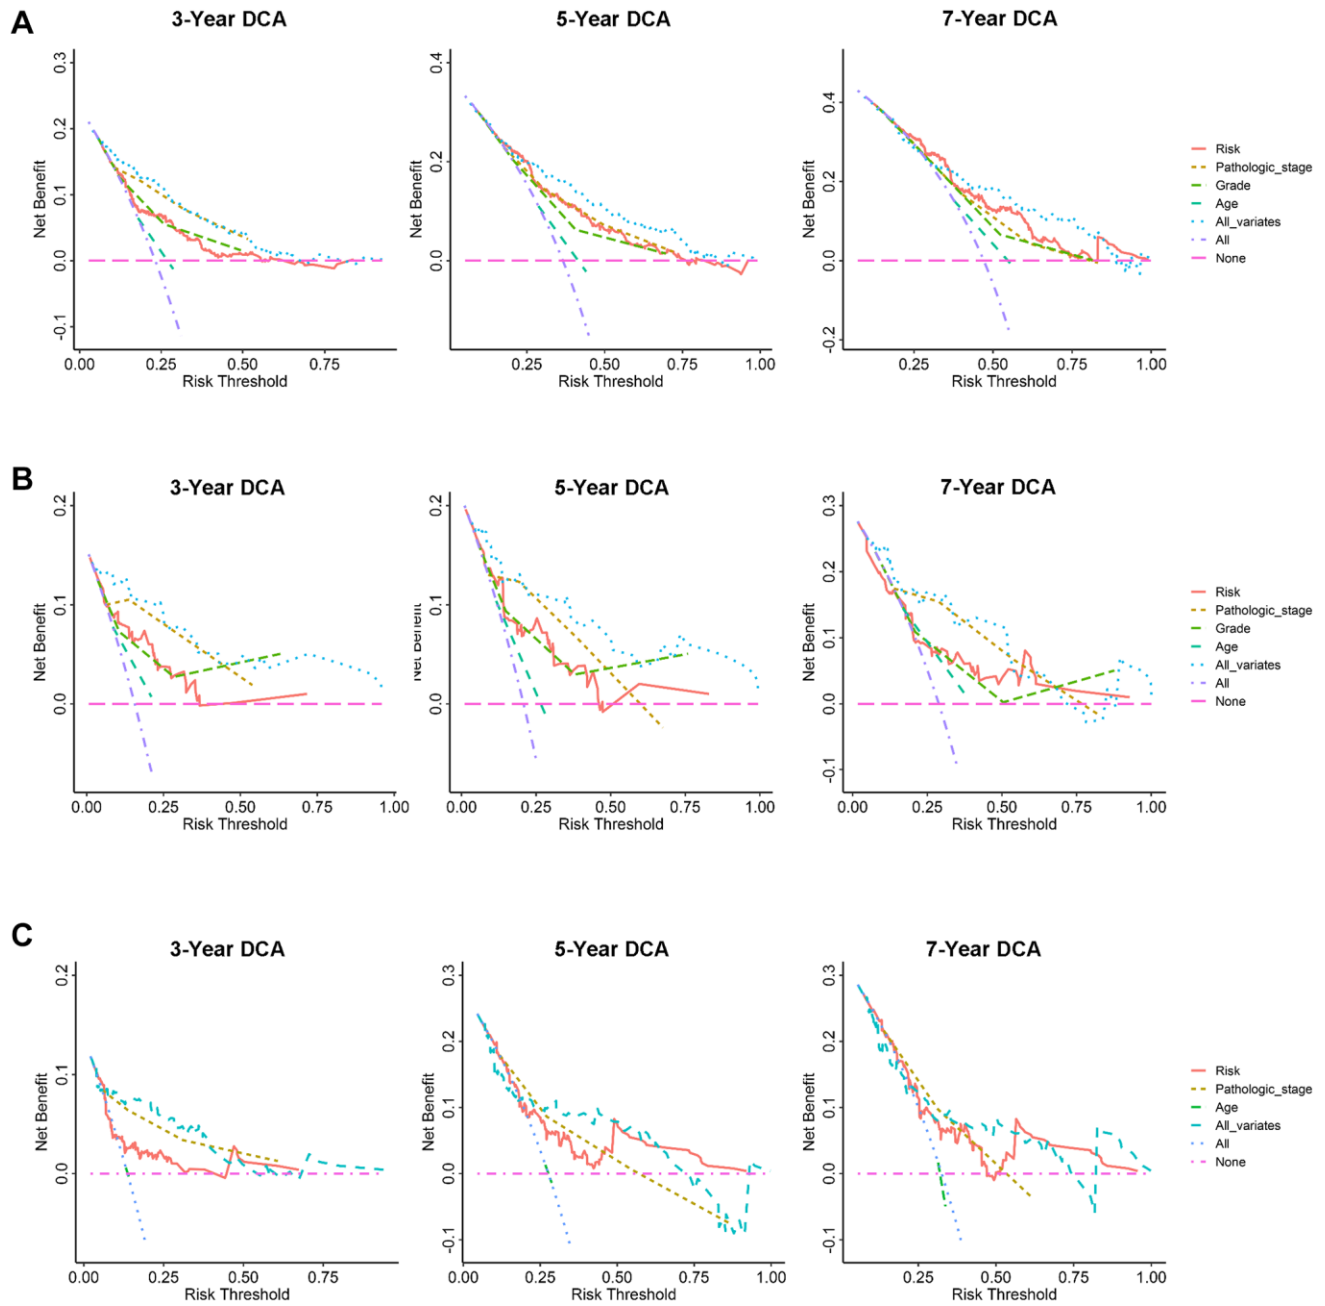 A
3-Year DCA
5-Year DCA
7-Year DCA
Net Benefit
0.3
0.2
0.1
0.0
-0.1
0.00
0.25
0.50
0.75
Risk Threshold
Net Benefit
0.4
0.2
0.0
0.00
0.25
0.50
0.75
1.00
Risk Threshold
Net Benefit
0.4
0.2
0.0
-0.2
0.25
0.50
0.75
1.00
Risk Threshold
Risk
Pathologic_stage
Grade
Age
All_variates
All
None
B
3-Year DCA
5-Year DCA
7-Year DCA
Net Benefit
0.2
0.1
0.0
0.00
0.25
0.50
0.75
1.00
Risk Threshold
Net Benefit
0.2
0.1
0.0
0.00
0.25
0.50
0.75
1.00
Risk Threshold
Net Benefit
0.3
0.2
0.1
0.0
-0.1
0.00
0.25
0.50
0.75
1.00
Risk Threshold
Risk
Pathologic_stage
Grade
Age
All_variates
All
None
C
3-Year DCA
5-Year DCA
7-Year DCA
Net Benefit
0.2
0.1
0.0
0.00
0.25
0.50
0.75
Risk Threshold
Net Benefit
0.3
0.2
0.1
0.0
-0.1
0.00
0.25
0.50
0.75
1.00
Risk Threshold
Net Benefit
0.3
0.2
0.1
0.0
-0.1
0.25
0.50
0.75
1.00
Risk Threshold
Risk
Pathologic_stage
Age
All_variates
All
None